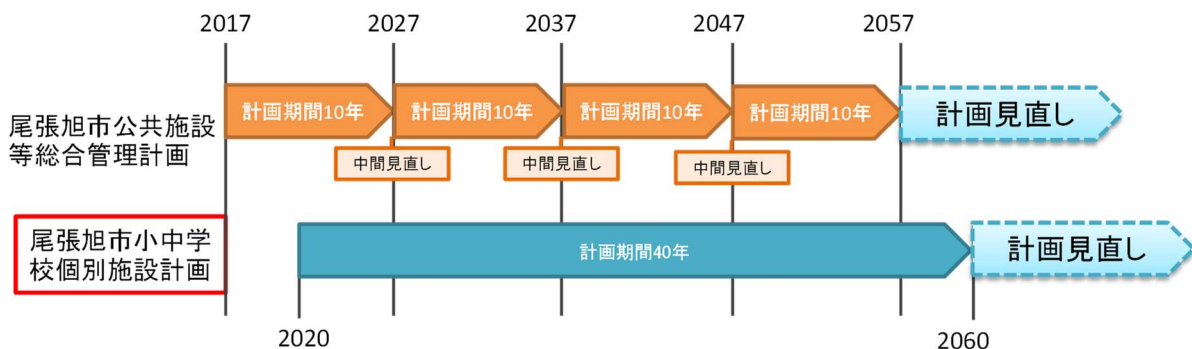 2017
2027
2037
2047
2057
尾張旭市公共施設
等総合管理計画
計画期間10年
計画期間10年
計画期間10年
計画期間10年
計画見直し
中間見直し
中間見直し
中間見直し
尾張旭市小中学
校個別施設計画
計画期間40年
計画見直し
2020
2060